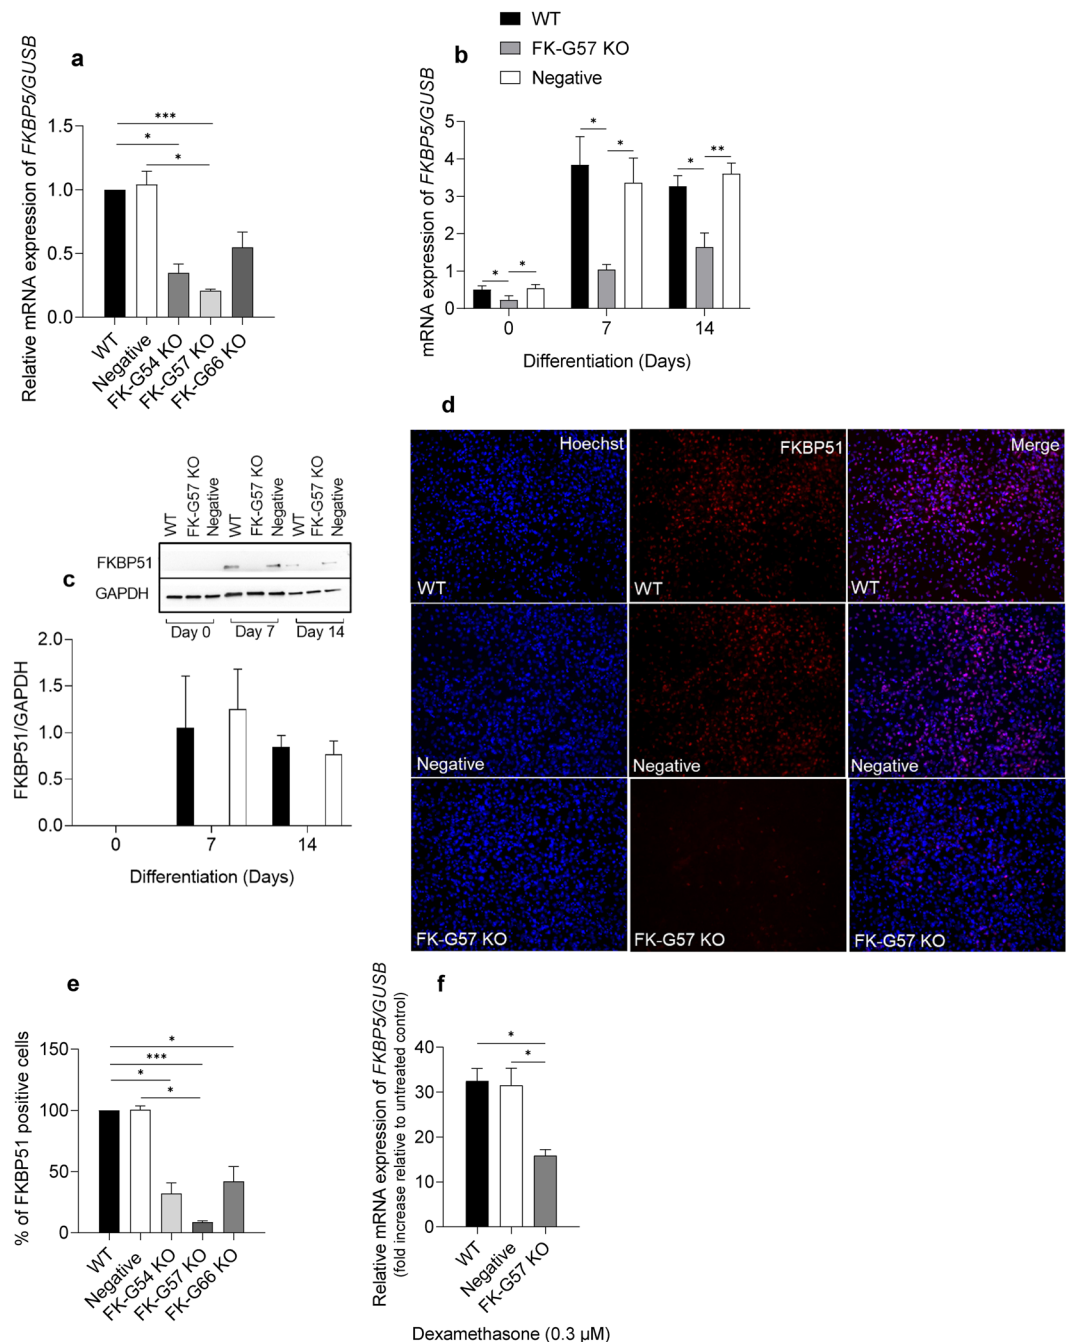 a
Relative mRNA expression of FKBP5/GUSB
1.5
1.0
0.5
0.0
***
*
*
WT
Negative
FK-G54 KO
FK-G57 KO
FK-G66 KO
b
WT
FK-G57 KO
Negative
mRNA expression of FKBP5/GUSB
5
4
3
2
1
0
* *
* *
* **
0 7 14
Differentiation (Days)
c
WT FK-G57 KO Negative WT FK-G57 KO Negative WT FK-G57 KO Negative
FKBP51
GAPDH
Day 0 Day 7 Day 14
FKBP51/GAPDH
2.0
1.5
1.0
0.5
0.0
0 7 14
Differentiation (Days)
d
Hoechst FKBP51 Merge
WT WT WT
Negative Negative Negative
FK-G57 KO FK-G57 KO FK-G57 KO
e
% of FKBP51 positive cells
150
100
50
0
*
***
*
*
WT
Negative
FK-G54 KO
FK-G57 KO
FK-G66 KO
f
Relative mRNA expression of FKBP5/GUSB
(fold increase relative to untreated control)
40
30
20
10
0
*
*
WT
Negative
FK-G57 KO
Dexamethasone (0.3 µM)